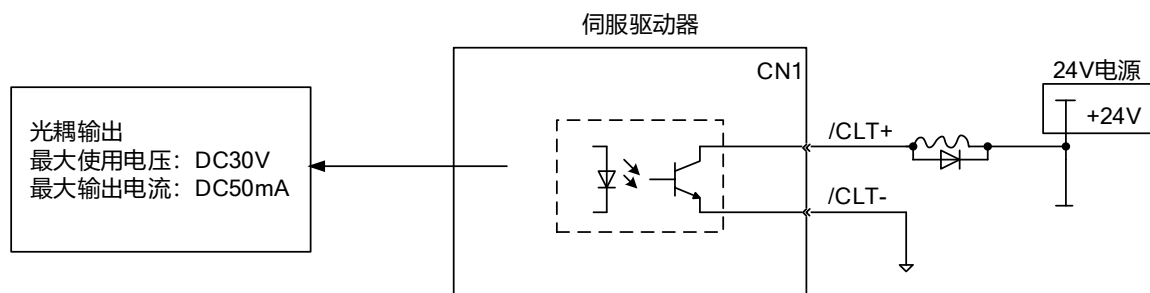 伺服驱动器
CN1
24V电源
+24V
光耦输出
最大使用电压：DC30V
最大输出电流：DC50mA
/CLT+
/CLT-